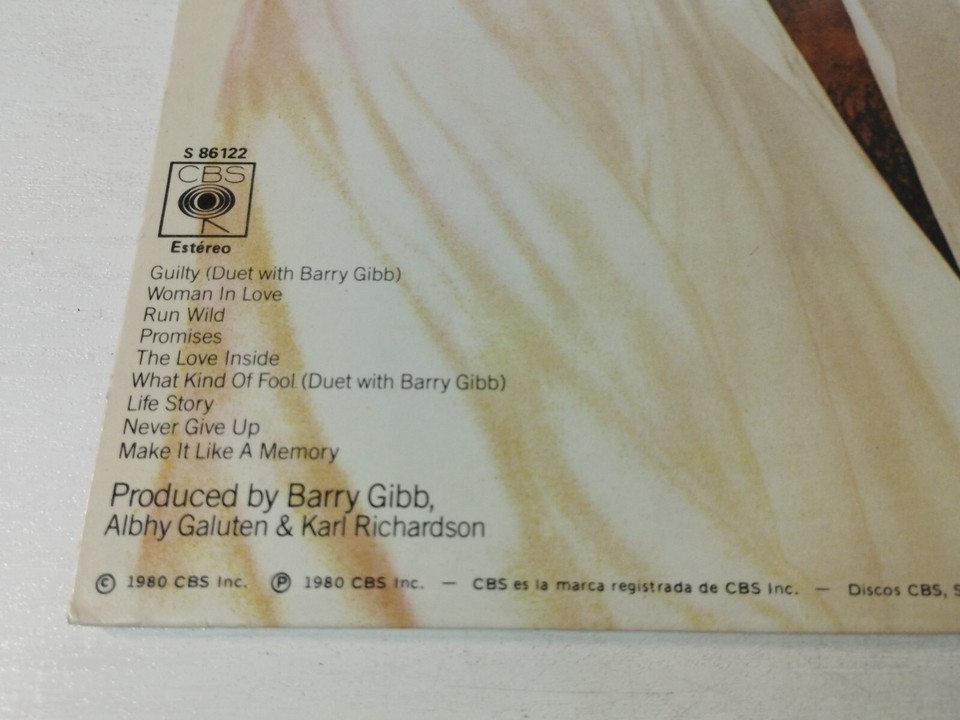 S 86122
CBS
Estéreo
Guilty (Duet with Barry Gibb)
Woman In Love
Run Wild
Promises
The Love Inside
What Kind Of Fool (Duet with Barry Gibb)
Life Story
Never Give Up
Make It Like A Memory
Produced by Barry Gibb,
Albhy Galuten & Karl Richardson
© 1980 CBS Inc. ℗ 1980 CBS Inc. — CBS es la marca registrada de CBS Inc. — Discos CBS, S